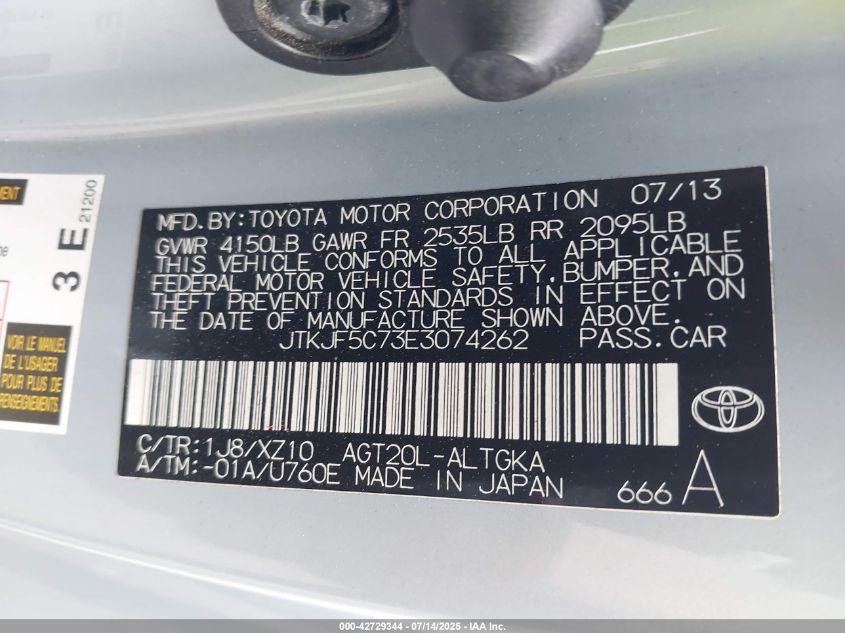 MENT
3 E
21200
VOIR LE MANUEL
DE L'USAGER
POUR PLUS DE
RENSEIGNEMENTS.
MFD.BY:TOYOTA MOTOR CORPORATION 07/13
GVWR 4150LB GAWR FR 2535LB RR 2095LB
THIS VEHICLE CONFORMS TO ALL APPLICABLE
FEDERAL MOTOR VEHICLE SAFETY,BUMPER,AND
THEFT PREVENTION STANDARDS IN EFFECT ON
THE DATE OF MANUFACTURE SHOWN ABOVE.
JTKJF5C73E3074262 PASS.CAR
C/TR:1J8/XZ10 AGT20L-ALTGKA
A/TM:-01A/U760E MADE IN JAPAN
666 A
000-42729344 - 07/14/2025 - IAA Inc.